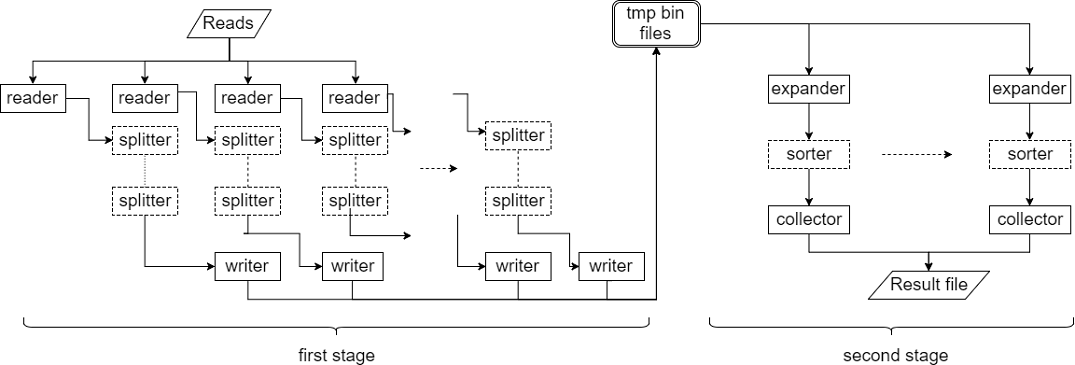 Reads
tmp bin
files
reader
reader
reader
reader
expander
expander
splitter
splitter
splitter
splitter
sorter
sorter
splitter
splitter
splitter
splitter
collector
collector
writer
writer
writer
writer
Result file
first stage
second stage